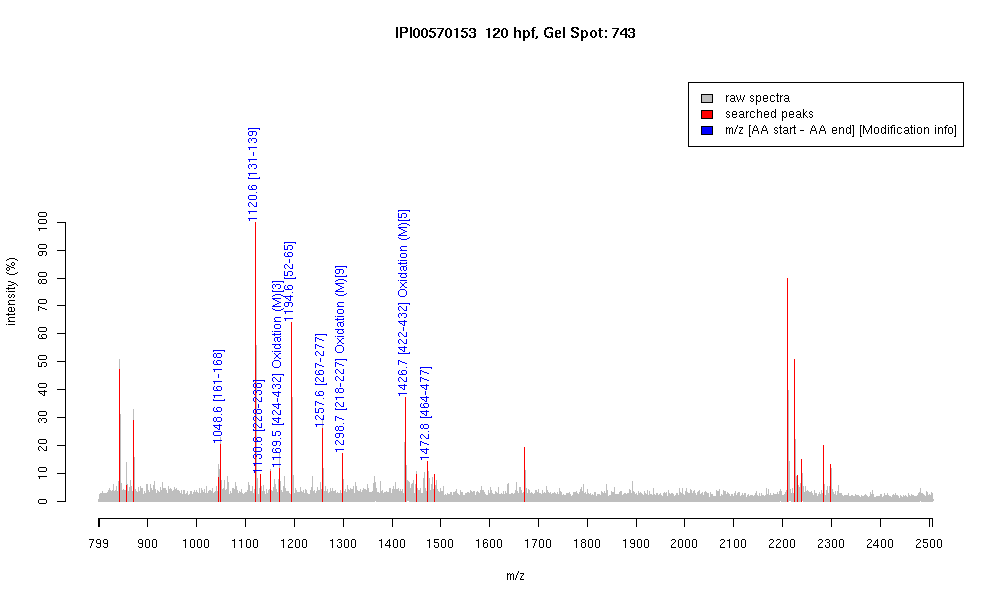 IPI00570153 120 hpf, Gel Spot: 743
raw spectra
searched peaks
m/z [AA start - AA end] [Modification info]
intensity (%)
100
90
80
70
60
50
40
30
20
10
0
1048.6 [161-168]
1120.6 [131-139]
1130.6 [228-236]
1169.5 [424-432] Oxidation (M)[3]
1194.6 [52-65]
1257.6 [267-277]
1298.7 [218-227] Oxidation (M)[9]
1426.7 [422-432] Oxidation (M)[5]
1472.8 [464-477]
799 900 1000 1100 1200 1300 1400 1500 1600 1700 1800 1900 2000 2100 2200 2300 2400 2500
m/z